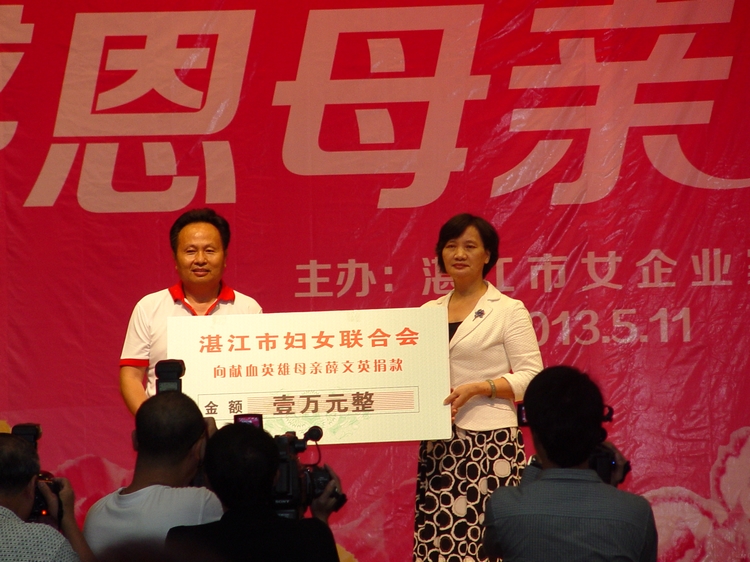 感恩母亲
主办：湛江市女企业
2013.5.11
湛江市妇女联合会
向献血英雄母亲薛文英捐款
金额 壹万元整